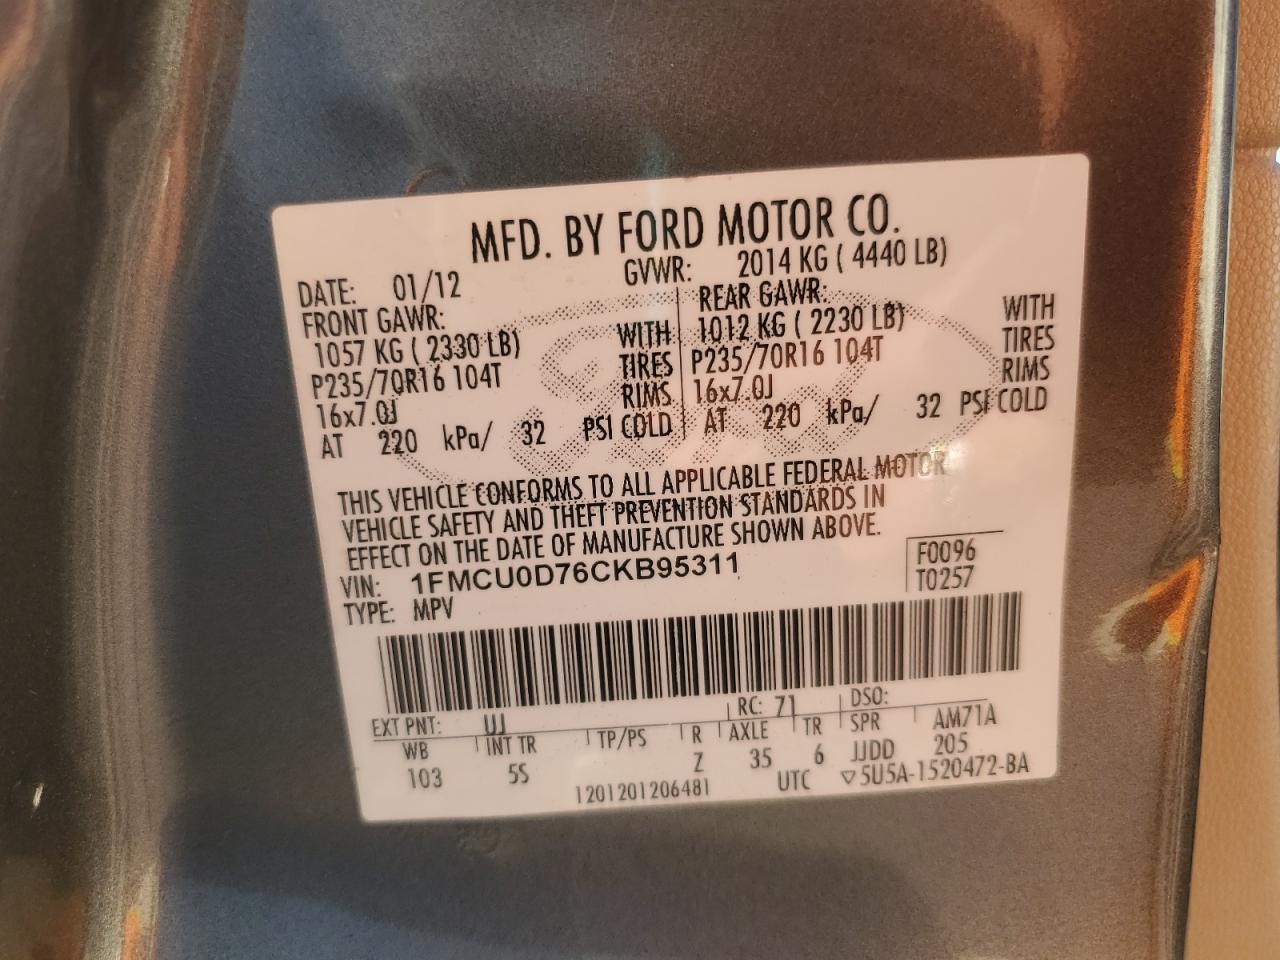 MFD. BY FORD MOTOR CO.
DATE: 01/12 GVWR: 2014 KG ( 4440 LB)
FRONT GAWR: REAR GAWR:
1057 KG ( 2330 LB) WITH 1012 KG ( 2230 LB) WITH
P235/70R16 104T TIRES P235/70R16 104T TIRES
16x7.0J RIMS 16x7.0J RIMS
AT 220 kPa/ 32 PSI COLD AT 220 kPa/ 32 PSI COLD
THIS VEHICLE CONFORMS TO ALL APPLICABLE FEDERAL MOTOR
VEHICLE SAFETY AND THEFT PREVENTION STANDARDS IN
EFFECT ON THE DATE OF MANUFACTURE SHOWN ABOVE.
VIN: 1FMCU0D76CKB95311 F0096
TYPE: MPV T0257
EXT PNT: UJ RC: 71 DSO:
WB INT TR TP/PS R AXLE TR SPR AM71A
103 5S Z 35 6 JJDD 205
1201201206481 UTC ▽5U5A-1520472-BA